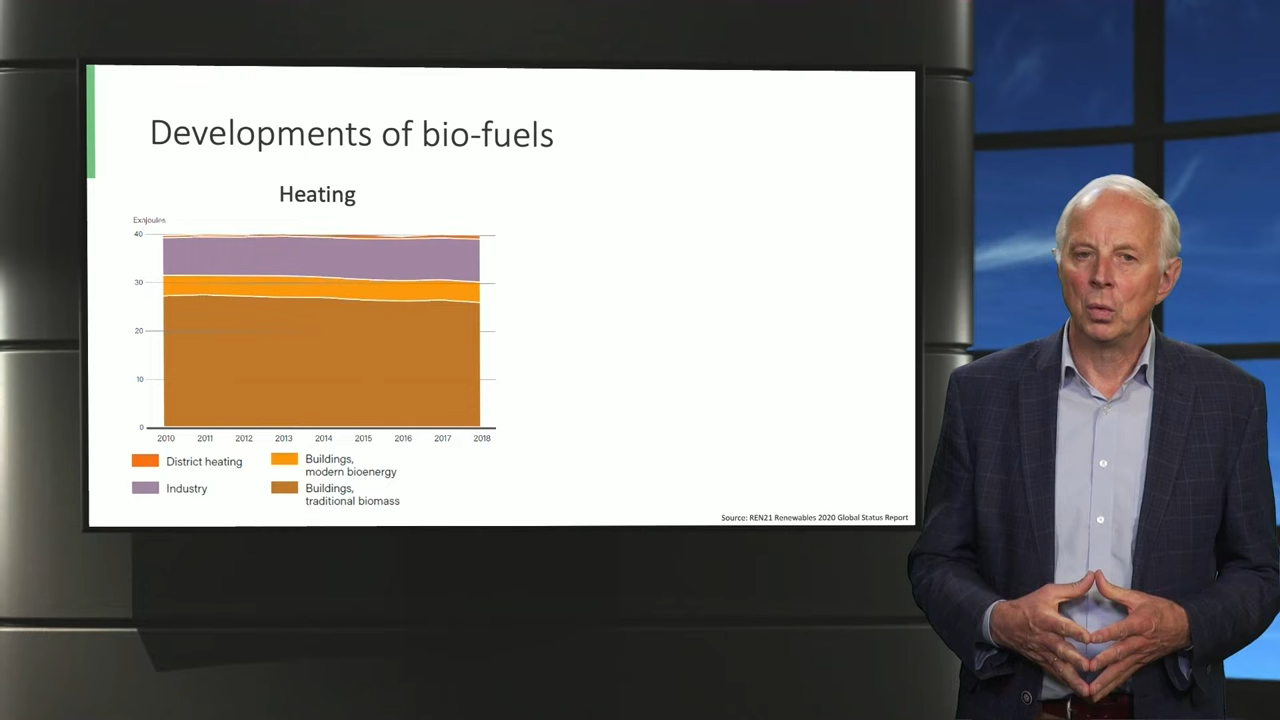 Developments of bio-fuels
Heating
Exajoules
40
30
20
10
0
2010 2011 2012 2013 2014 2015 2016 2017 2018
District heating
Industry
Buildings,
modern bioenergy
Buildings,
traditional biomass
Source: REN21 Renewables 2020 Global Status Report